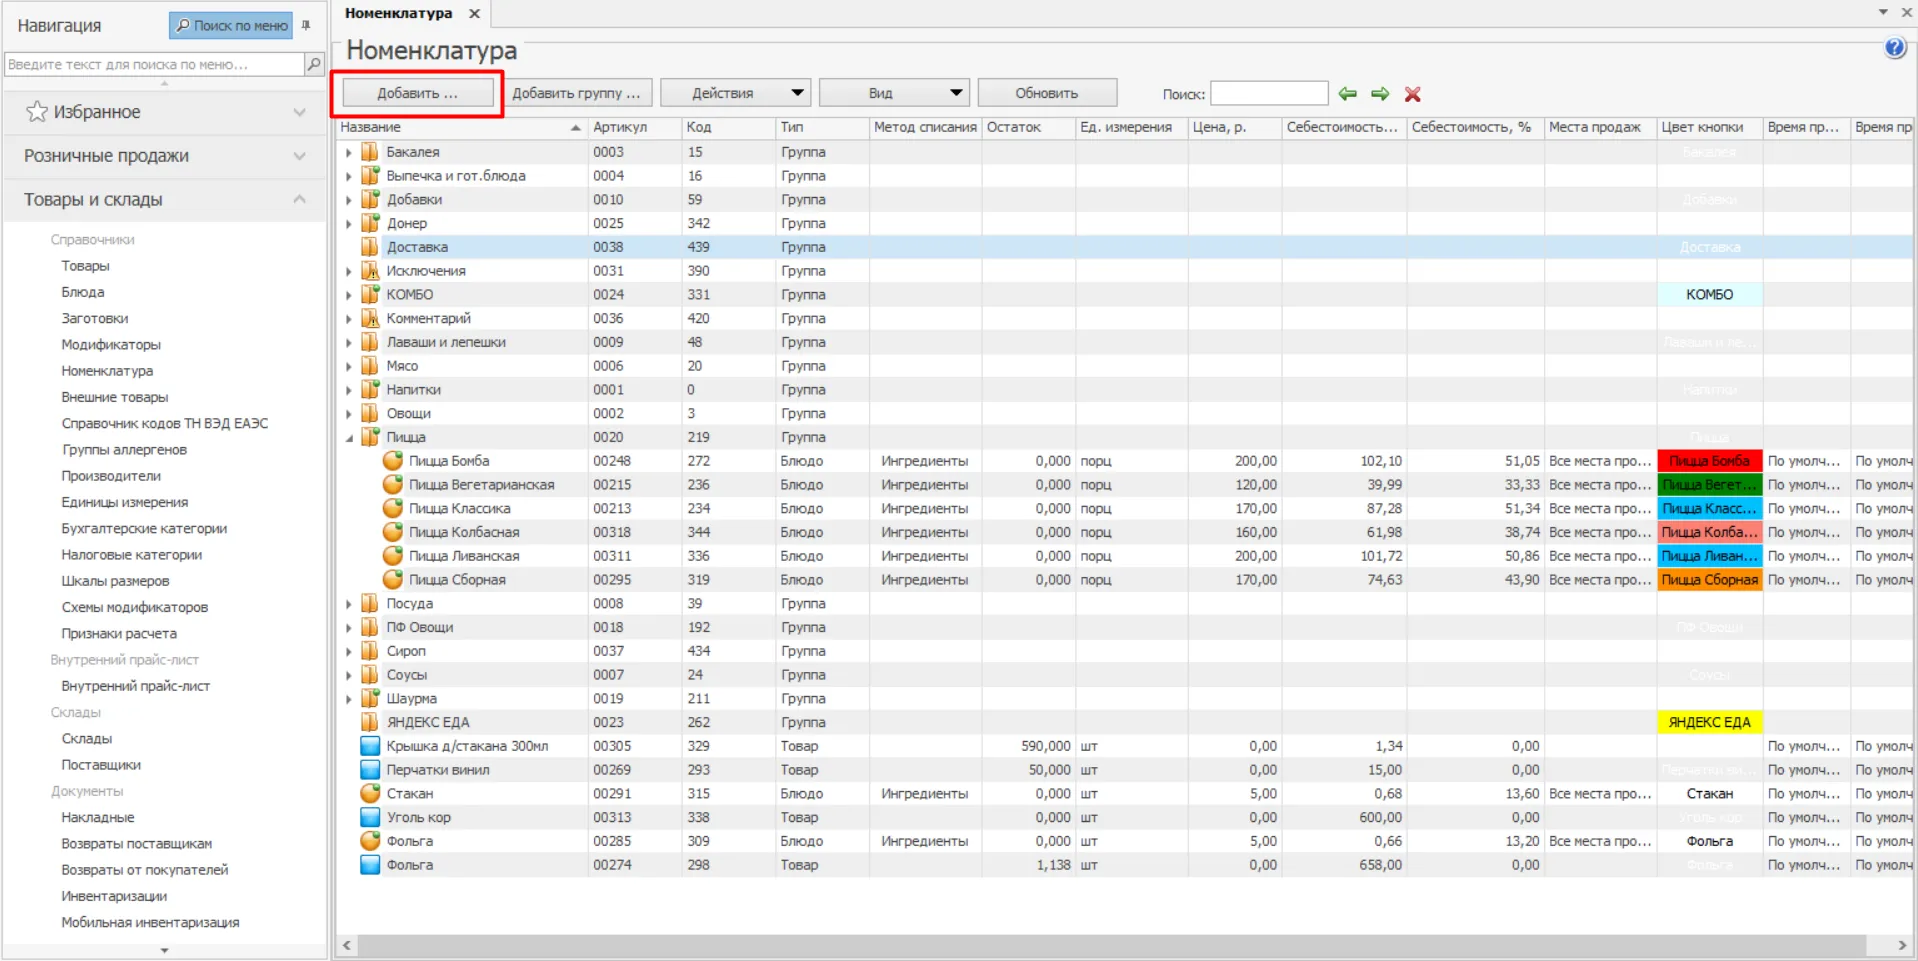 Навигация
Поиск по меню
Введите текст для поиска по меню...
Избранное
Розничные продажи
Товары и склады
Справочники
Товары
Блюда
Заготовки
Модификаторы
Номенклатура
Внешние товары
Справочник кодов ТН ВЭД ЕАЭС
Группы аллергенов
Производители
Единицы измерения
Бухгалтерские категории
Налоговые категории
Шкалы размеров
Схемы модификаторов
Признаки расчета
Внутренний прайс-лист
Внутренний прайс-лист
Склады
Склады
Поставщики
Документы
Накладные
Возвраты поставщикам
Возвраты от покупателей
Инвентаризации
Мобильная инвентаризация
Номенклатура
Номенклатура
Добавить ... Добавить группу ... Действия Вид Обновить Поиск:
Название Артикул Код Тип Метод списания Остаток Ед. измерения Цена, р. Себестоимость... Себестоимость, % Места продаж Цвет кнопки Время пр... Время пр
Бакалея 0003 15 Группа Бакалея
Выпечка и гот.блюда 0004 16 Группа
Добавки 0010 59 Группа Добавки
Донер 0025 342 Группа
Доставка 0038 439 Группа Доставка
Исключения 0031 390 Группа
КОМБО 0024 331 Группа КОМБО
Комментарий 0036 420 Группа
Лаваши и лепешки 0009 48 Группа Лаваши и ле...
Мясо 0006 20 Группа
Напитки 0001 0 Группа Напитки
Овощи 0002 3 Группа
Пицца 0020 219 Группа Пицца
Пицца Бомба 00248 272 Блюдо Ингредиенты 0,000 порц 200,00 102,10 51,05 Все места про... Пицца Бомба По умолч... По умолч
Пицца Вегетарианская 00215 236 Блюдо Ингредиенты 0,000 порц 120,00 39,99 33,33 Все места про... Пицца Вегет... По умолч... По умолч
Пицца Классика 00213 234 Блюдо Ингредиенты 0,000 порц 170,00 87,28 51,34 Все места про... Пицца Класс... По умолч... По умолч
Пицца Колбасная 00318 344 Блюдо Ингредиенты 0,000 порц 160,00 61,98 38,74 Все места про... Пицца Колба... По умолч... По умолч
Пицца Ливанская 00311 336 Блюдо Ингредиенты 0,000 порц 200,00 101,72 50,86 Все места про... Пицца Ливан... По умолч... По умолч
Пицца Сборная 00295 319 Блюдо Ингредиенты 0,000 порц 170,00 74,63 43,90 Все места про... Пицца Сборная По умолч... По умолч
Посуда 0008 39 Группа
ПФ Овощи 0018 192 Группа ПФ Овощи
Сироп 0037 434 Группа
Соусы 0007 24 Группа Соусы
Шаурма 0019 211 Группа
ЯНДЕКС ЕДА 0023 262 Группа ЯНДЕКС ЕДА
Крышка д/стакана 300мл 00305 329 Товар 590,000 шт 0,00 1,34 0,00 По умолч... По умолч
Перчатки винил 00269 293 Товар 50,000 шт 0,00 15,00 0,00 Перчатки ви... По умолч... По умолч
Стакан 00291 315 Блюдо Ингредиенты 0,000 шт 5,00 0,68 13,60 Все места про... Стакан По умолч... По умолч
Уголь кор 00313 338 Товар 0,000 шт 0,00 600,00 0,00 Уголь кор По умолч... По умолч
Фольга 00285 309 Блюдо Ингредиенты 0,000 шт 5,00 0,66 13,20 Все места про... Фольга По умолч... По умолч
Фольга 00274 298 Товар 1,138 шт 0,00 658,00 0,00 Фольга По умолч... По умолч